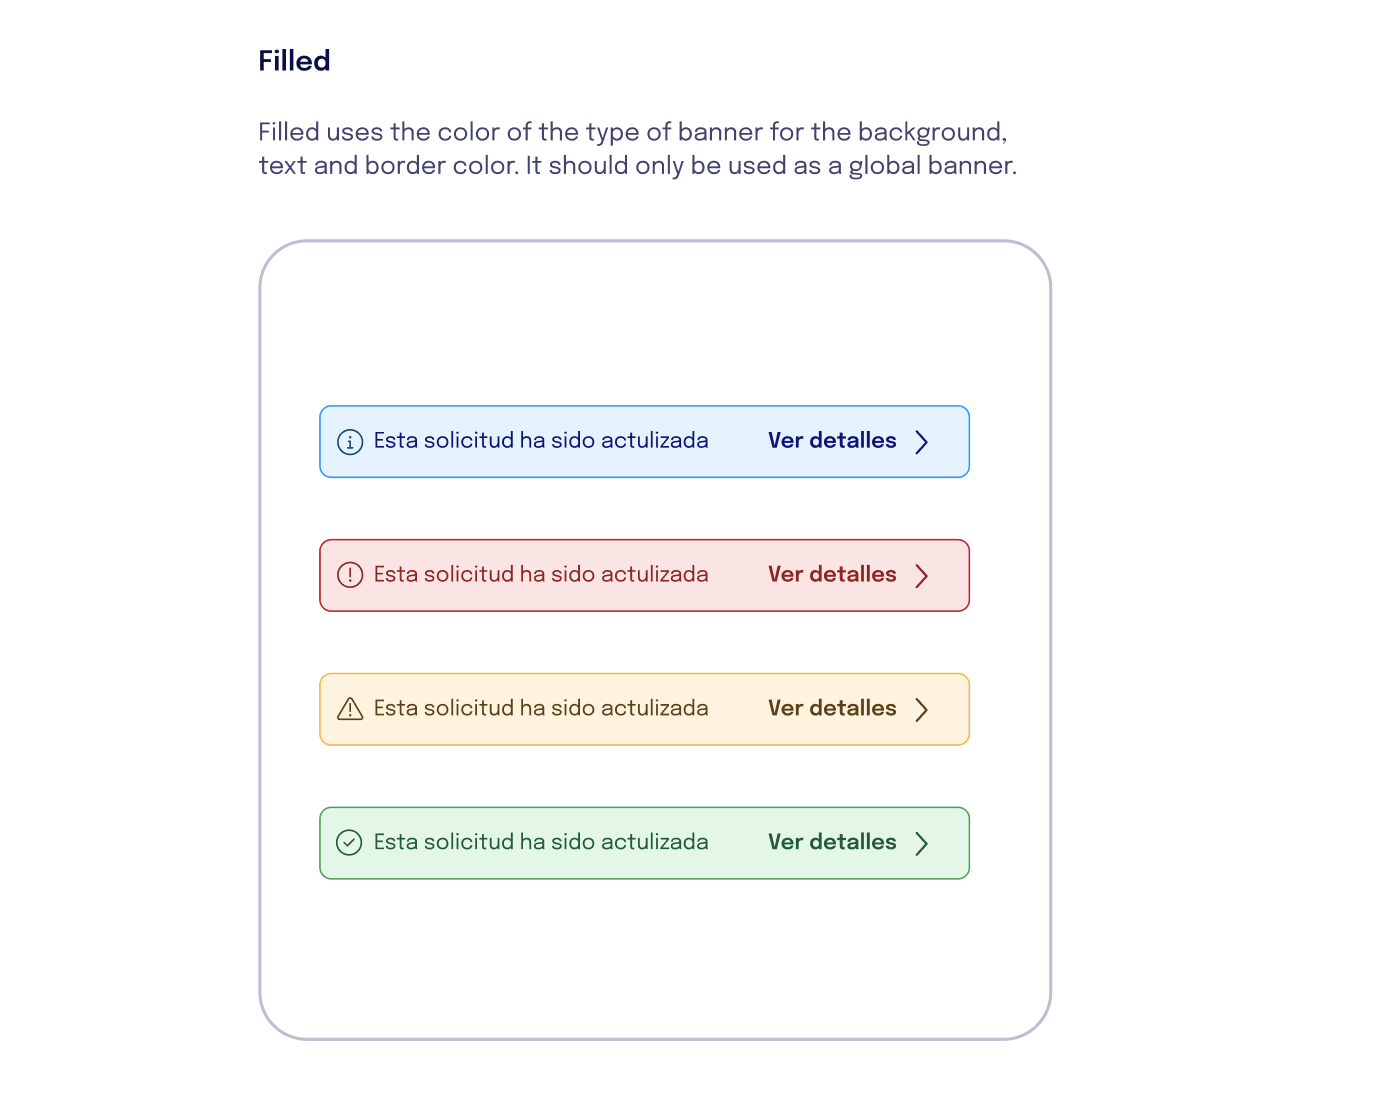 Filled
Filled uses the color of the type of banner for the background,
text and border color. It should only be used as a global banner.
Esta solicitud ha sido actulizada Ver detalles
Esta solicitud ha sido actulizada Ver detalles
Esta solicitud ha sido actulizada Ver detalles
Esta solicitud ha sido actulizada Ver detalles